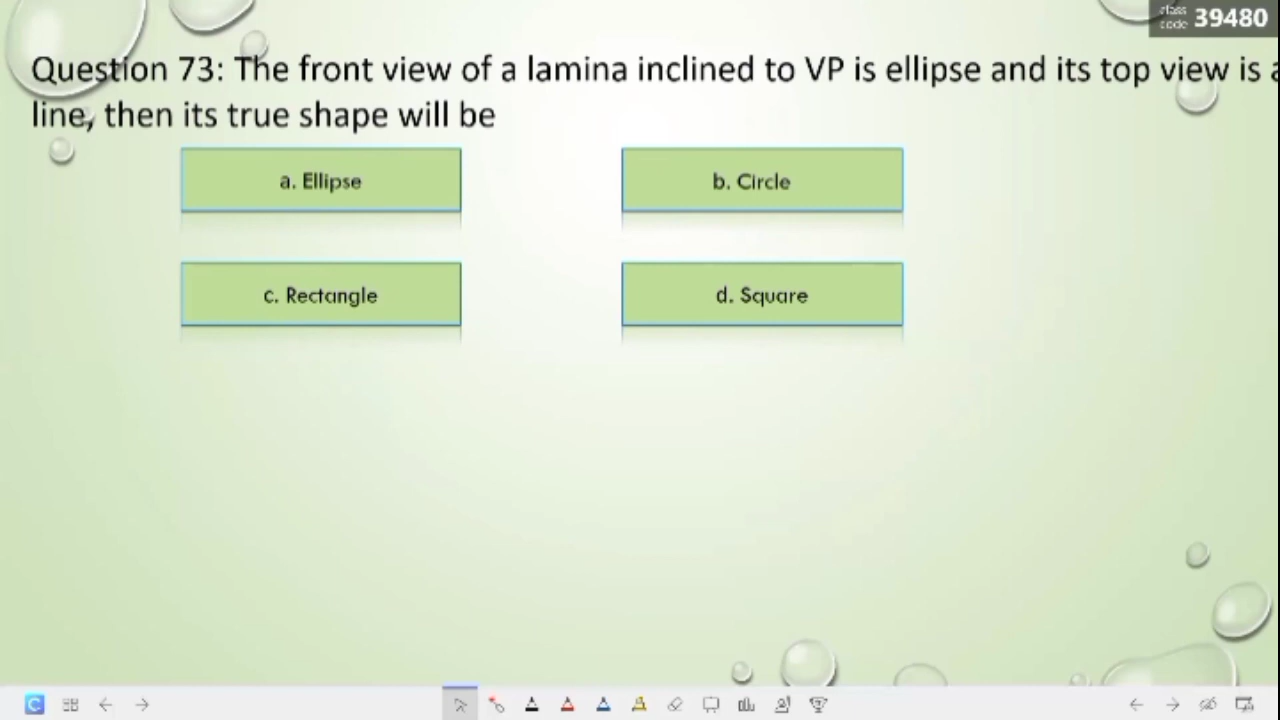 class
code 39480
Question 73: The front view of a lamina inclined to VP is ellipse and its top view is a
line, then its true shape will be
a. Ellipse
b. Circle
c. Rectangle
d. Square